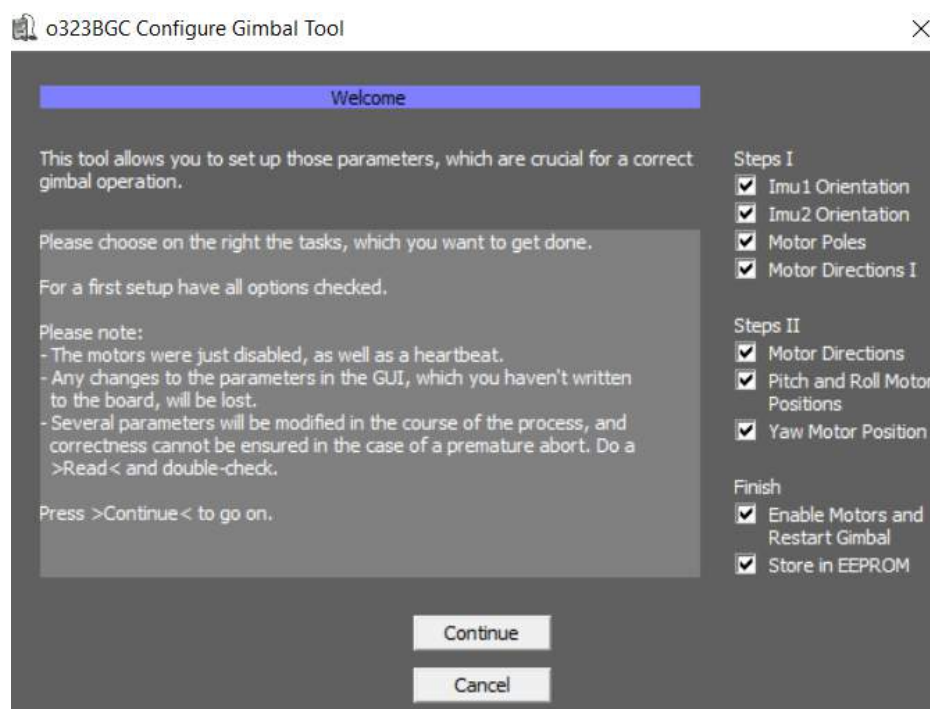 o323BGC Configure Gimbal Tool
Welcome
This tool allows you to set up those parameters, which are crucial for a correct
gimbal operation.
Please choose on the right the tasks, which you want to get done.
For a first setup have all options checked.
Please note:
- The motors were just disabled, as well as a heartbeat.
- Any changes to the parameters in the GUI, which you haven't written
to the board, will be lost.
- Several parameters will be modified in the course of the process, and
correctness cannot be ensured in the case of a premature abort. Do a
>Read< and double-check.
Press >Continue< to go on.
Steps I
Imu1 Orientation
Imu2 Orientation
Motor Poles
Motor Directions I
Steps II
Motor Directions
Pitch and Roll Motor
Positions
Yaw Motor Position
Finish
Enable Motors and
Restart Gimbal
Store in EEPROM
Continue
Cancel